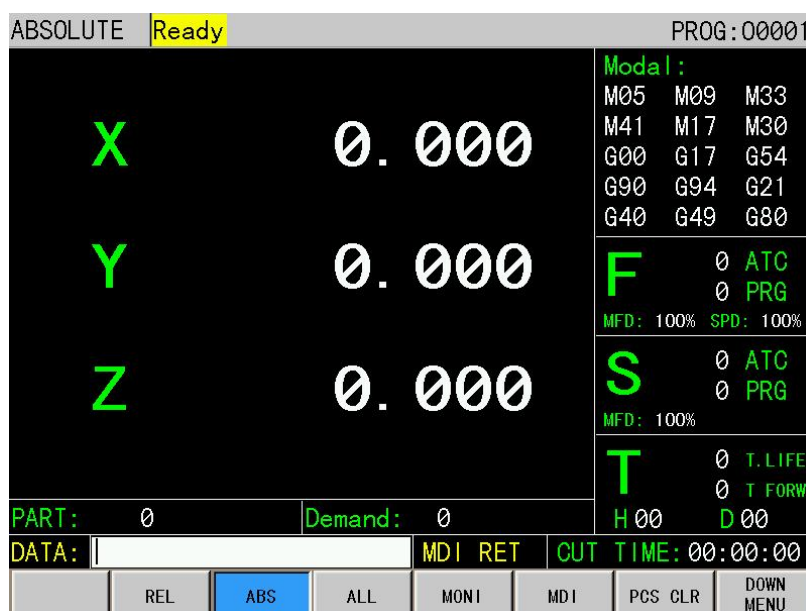 ABSOLUTE Ready PROG:O0001
Modal:
M05 M09 M33
M41 M17 M30
G00 G17 G54
G90 G94 G21
G40 G49 G80
X 0.000
Y 0.000
Z 0.000
F 0 ATC
0 PRG
MFD: 100% SPD: 100%
S 0 ATC
0 PRG
MFD: 100%
T 0 T.LIFE
0 T FORW
H 00 D 00
PART: 0 Demand: 0
DATA: MDI RET CUT TIME: 00:00:00
REL ABS ALL MONI MDI PCS CLR DOWN MENU